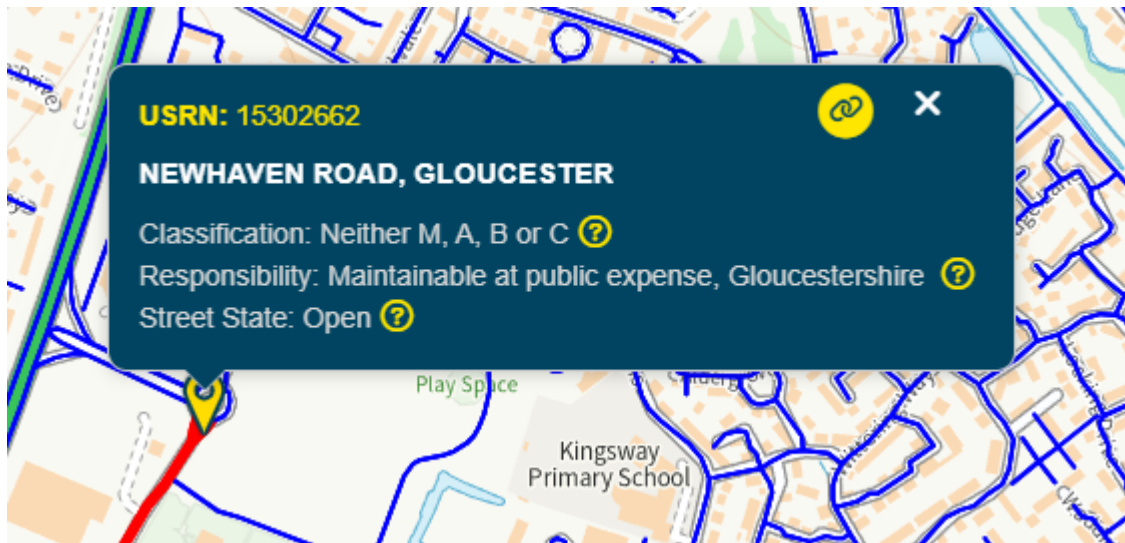 USRN: 15302662
NEWHAVEN ROAD, GLOUCESTER
Classification: Neither M, A, B or C ?
Responsibility: Maintainable at public expense, Gloucestershire ?
Street State: Open ?
Play Space
Kingsway
Primary School